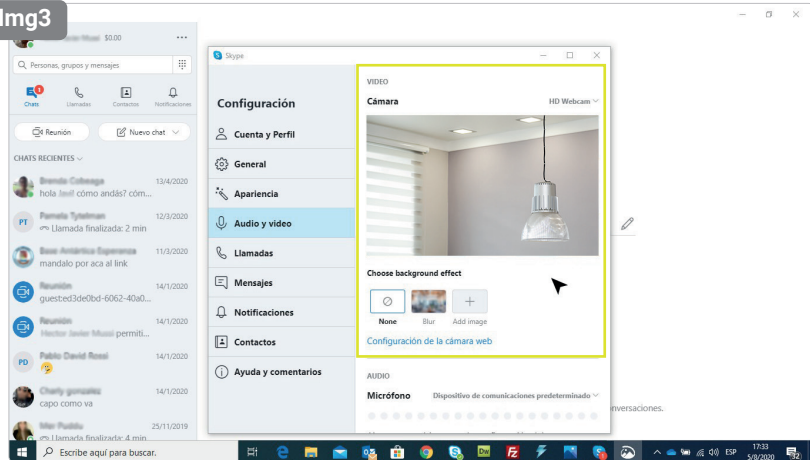 Img3
$0.00
Personas, grupos y mensajes
1
Chats
Llamadas
Contactos
Notificaciones
Reunión
Nuevo chat
CHATS RECIENTES
13/4/2020
hola cómo andás? cóm...
PT
12/3/2020
Llamada finalizada: 2 min
11/3/2020
mandalo por aca al link
14/1/2020
guest:ed3de0bd-6062-40a0...
14/1/2020
permiti...
PD
14/1/2020
14/1/2020
capo como va
25/11/2019
Llamada finalizada: 4 min
Skype
Configuración
Cuenta y Perfil
General
Apariencia
Audio y video
Llamadas
Mensajes
Notificaciones
Contactos
Ayuda y comentarios
VIDEO
Cámara
HD Webcam
Choose background effect
None
Blur
Add image
Configuración de la cámara web
AUDIO
Micrófono
Dispositivo de comunicaciones predeterminado
nversaciones.
Escribe aquí para buscar.
Dw
Fz
ESP
17:33
5/8/2020
32